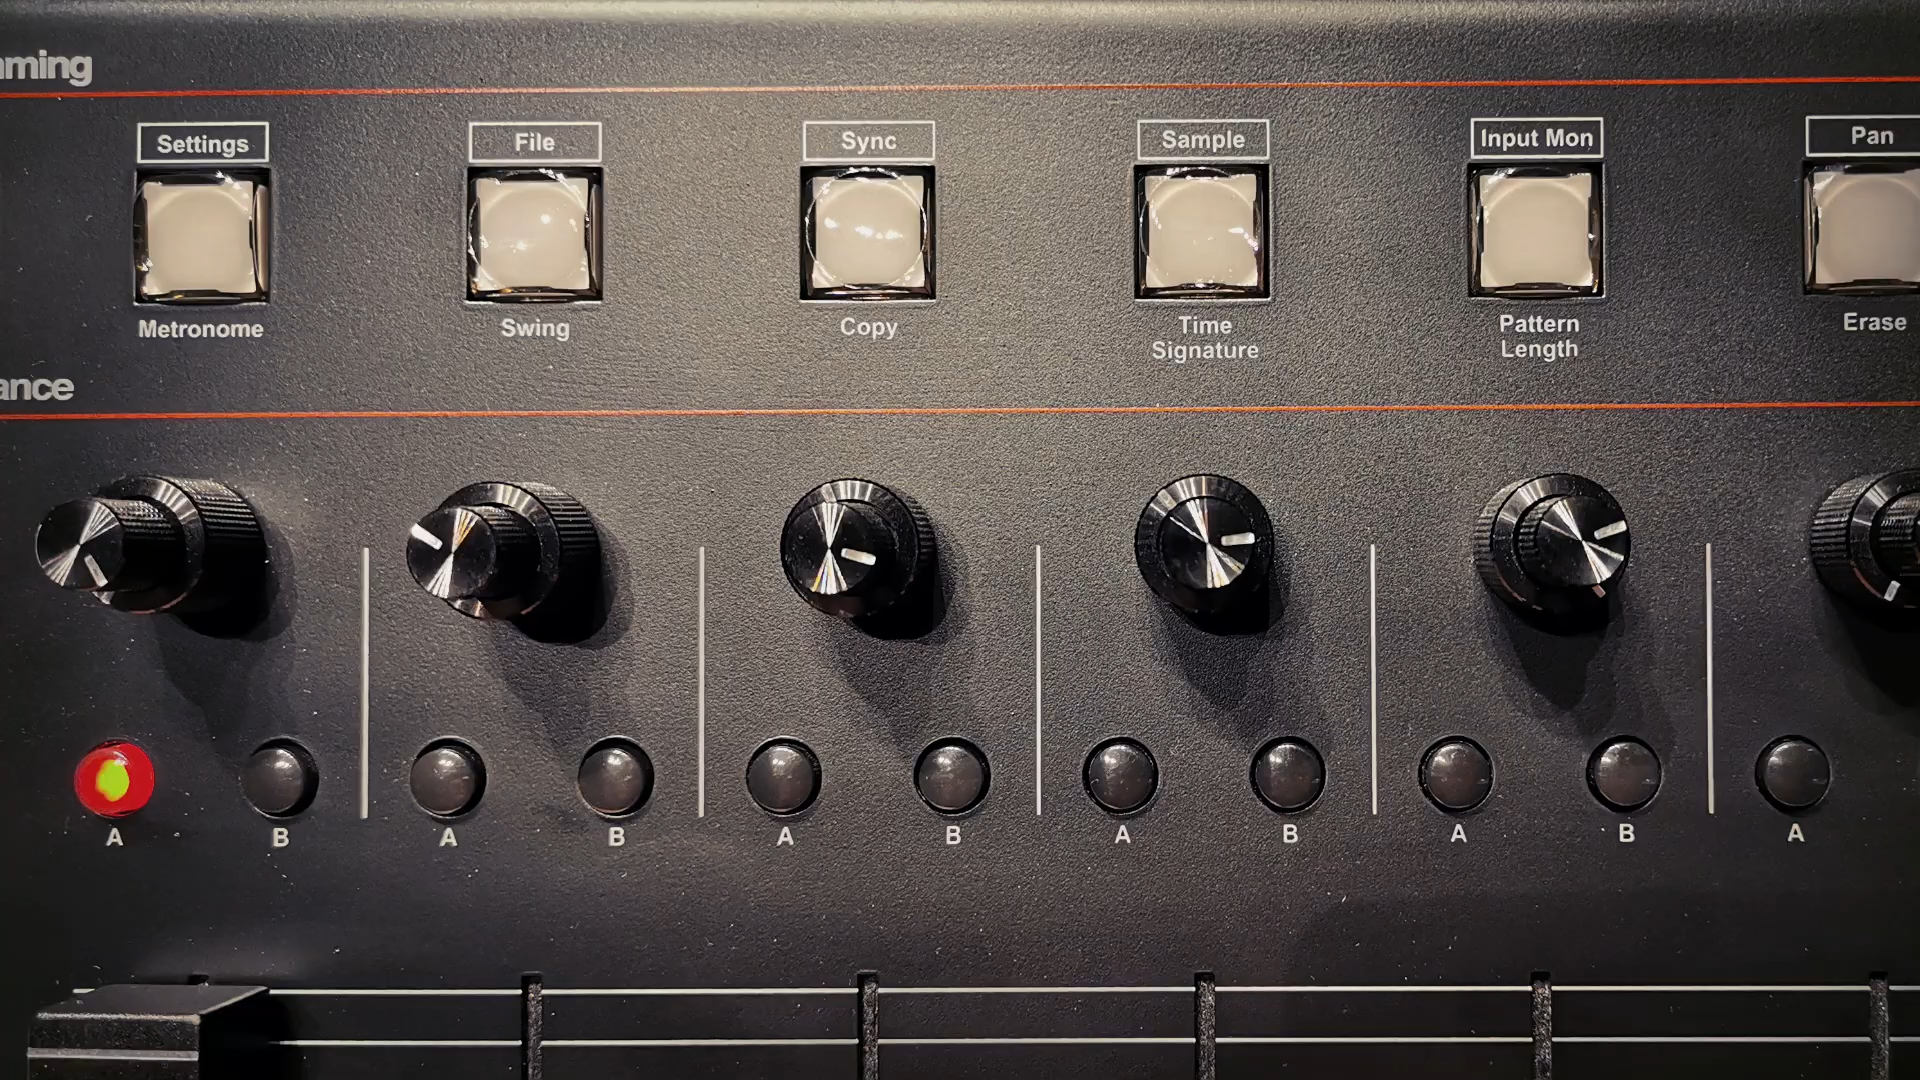 ming
Settings
File
Sync
Sample
Input Mon
Pan
Metronome
Swing
Copy
Time
Signature
Pattern
Length
Erase
ance
A
B
A
B
A
B
A
B
A
B
A